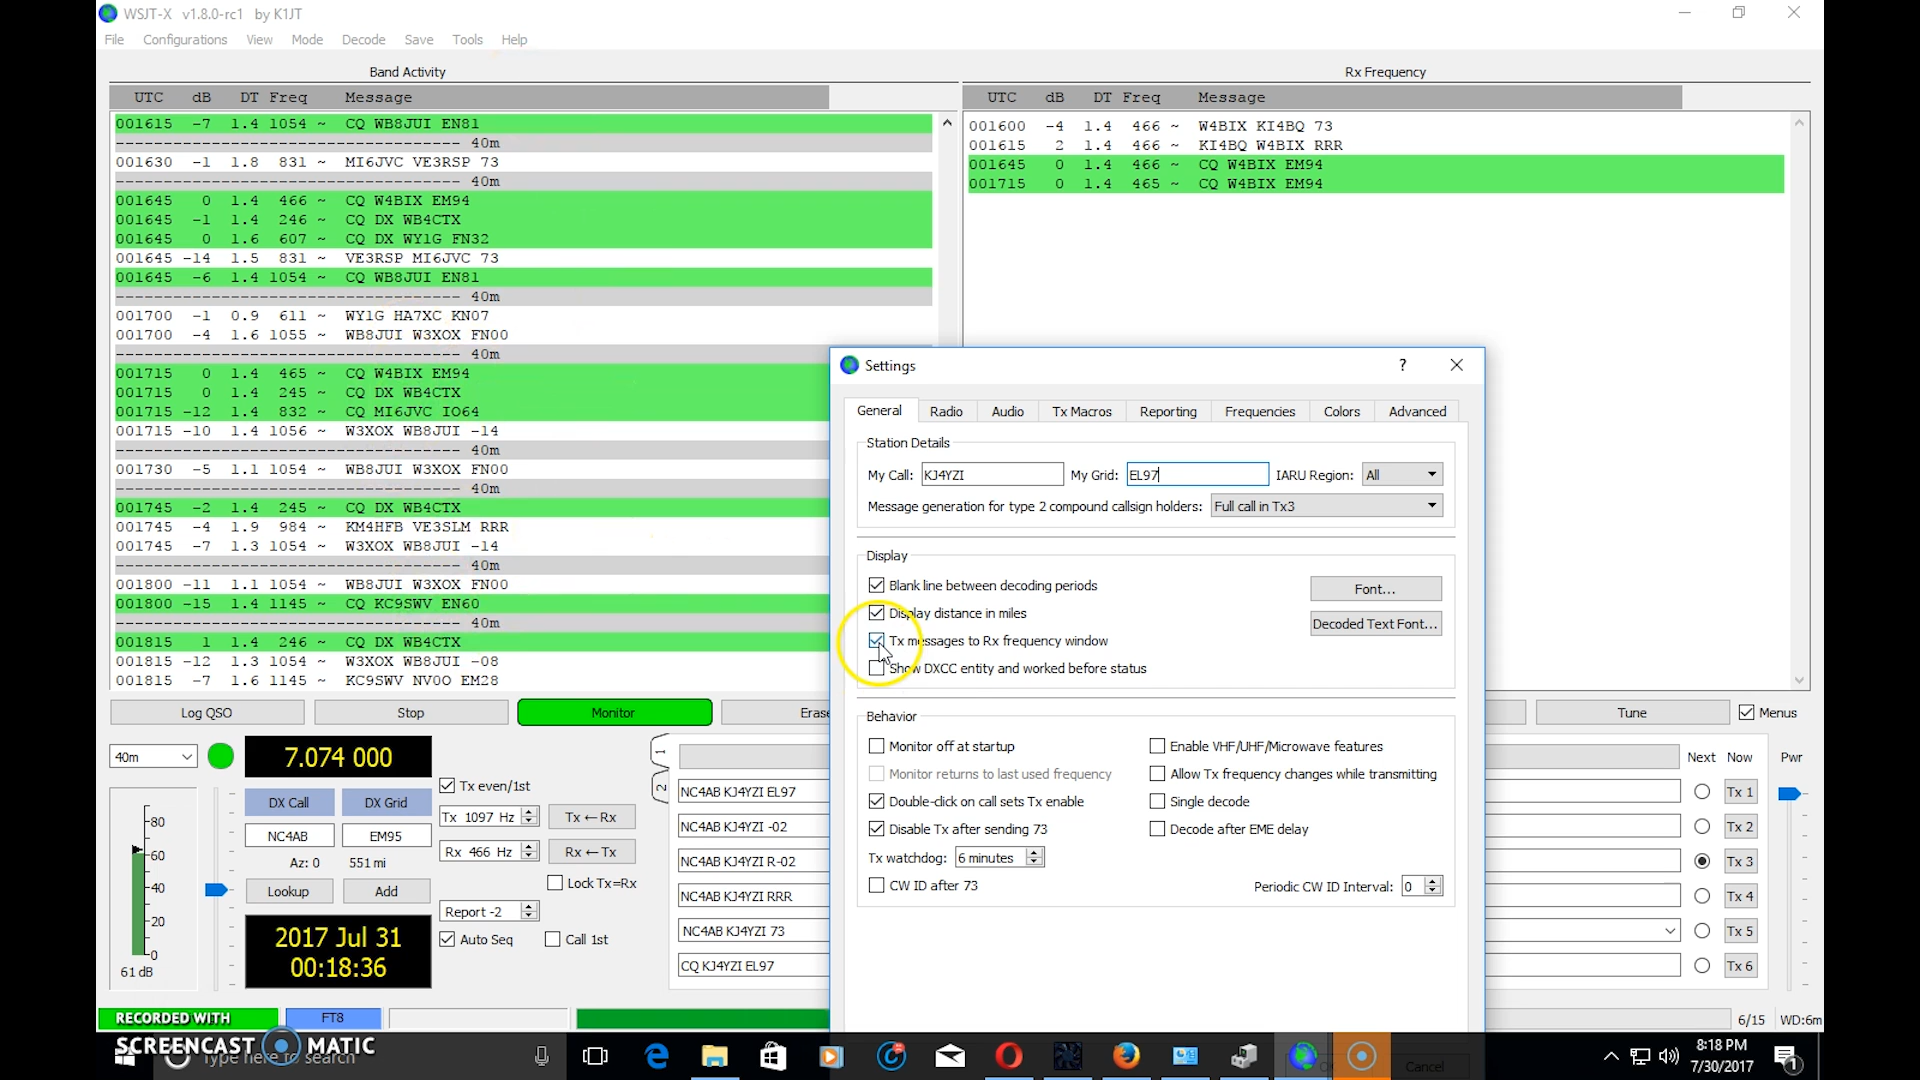 WSJT-X v1.8.0-rc1 by K1JT
File Configurations View Mode Decode Save Tools Help
Band Activity
UTC dB DT Freq Message
001615 -7 1.4 1054 ~ CQ WB8JUI EN81
------------------------------------ 40m
001630 -1 1.8 831 ~ MI6JVC VE3RSP 73
------------------------------------ 40m
001645 0 1.4 466 ~ CQ W4BIX EM94
001645 -1 1.4 246 ~ CQ DX WB4CTX
001645 0 1.6 607 ~ CQ DX WY1G FN32
001645 -14 1.5 831 ~ VE3RSP MI6JVC 73
001645 -6 1.4 1054 ~ CQ WB8JUI EN81
------------------------------------ 40m
001700 -1 0.9 611 ~ WY1G HA7XC KN07
001700 -4 1.6 1055 ~ WB8JUI W3XOX FN00
------------------------------------ 40m
001715 0 1.4 465 ~ CQ W4BIX EM94
001715 0 1.4 245 ~ CQ DX WB4CTX
001715 -12 1.4 832 ~ CQ MI6JVC IO64
001715 -10 1.4 1056 ~ W3XOX WB8JUI -14
------------------------------------ 40m
001730 -5 1.1 1054 ~ WB8JUI W3XOX FN00
------------------------------------ 40m
001745 -2 1.4 245 ~ CQ DX WB4CTX
001745 -4 1.9 984 ~ KM4HFB VE3SLM RRR
001745 -7 1.3 1054 ~ W3XOX WB8JUI -14
------------------------------------ 40m
001800 -11 1.1 1054 ~ WB8JUI W3XOX FN00
001800 -15 1.4 1145 ~ CQ KC9SWV EN60
------------------------------------ 40m
001815 1 1.4 246 ~ CQ DX WB4CTX
001815 -12 1.3 1054 ~ W3XOX WB8JUI -08
001815 -7 1.6 1145 ~ KC9SWV NV0O EM28
Rx Frequency
UTC dB DT Freq Message
001600 -4 1.4 466 ~ W4BIX KI4BQ 73
001615 2 1.4 466 ~ KI4BQ W4BIX RRR
001645 0 1.4 466 ~ CQ W4BIX EM94
001715 0 1.4 465 ~ CQ W4BIX EM94
Settings ?
General Radio Audio Tx Macros Reporting Frequencies Colors Advanced
Station Details
My Call: KJ4YZI My Grid: EL97 IARU Region: All
Message generation for type 2 compound callsign holders: Full call in Tx3
Display
Blank line between decoding periods
Font...
Display distance in miles
Decoded Text Font...
Tx messages to Rx frequency window
Show DXCC entity and worked before status
Behavior
Monitor off at startup Enable VHF/UHF/Microwave features
Monitor returns to last used frequency Allow Tx frequency changes while transmitting
Double-click on call sets Tx enable Single decode
Disable Tx after sending 73 Decode after EME delay
Tx watchdog: 6 minutes
CW ID after 73 Periodic CW ID Interval: 0
Cancel
Log QSO Stop Monitor Erase Tune Menus
40m 7.074 000
DX Call DX Grid
NC4AB EM95
Az: 0 551 mi
Lookup Add
2017 Jul 31
00:18:36
80
60
40
20
0
61 dB
Tx even/1st
Tx 1097 Hz Tx ← Rx
Rx 466 Hz Rx ← Tx
Lock Tx=Rx
Report -2
Auto Seq Call 1st
1
2
Next Now Pwr
NC4AB KJ4YZI EL97 Tx 1
NC4AB KJ4YZI -02 Tx 2
NC4AB KJ4YZI R-02 Tx 3
NC4AB KJ4YZI RRR Tx 4
NC4AB KJ4YZI 73 Tx 5
CQ KJ4YZI EL97 Tx 6
FT8 6/15 WD:6m
RECORDED WITH
SCREENCAST MATIC
Type here to search
8:18 PM
7/30/2017
1